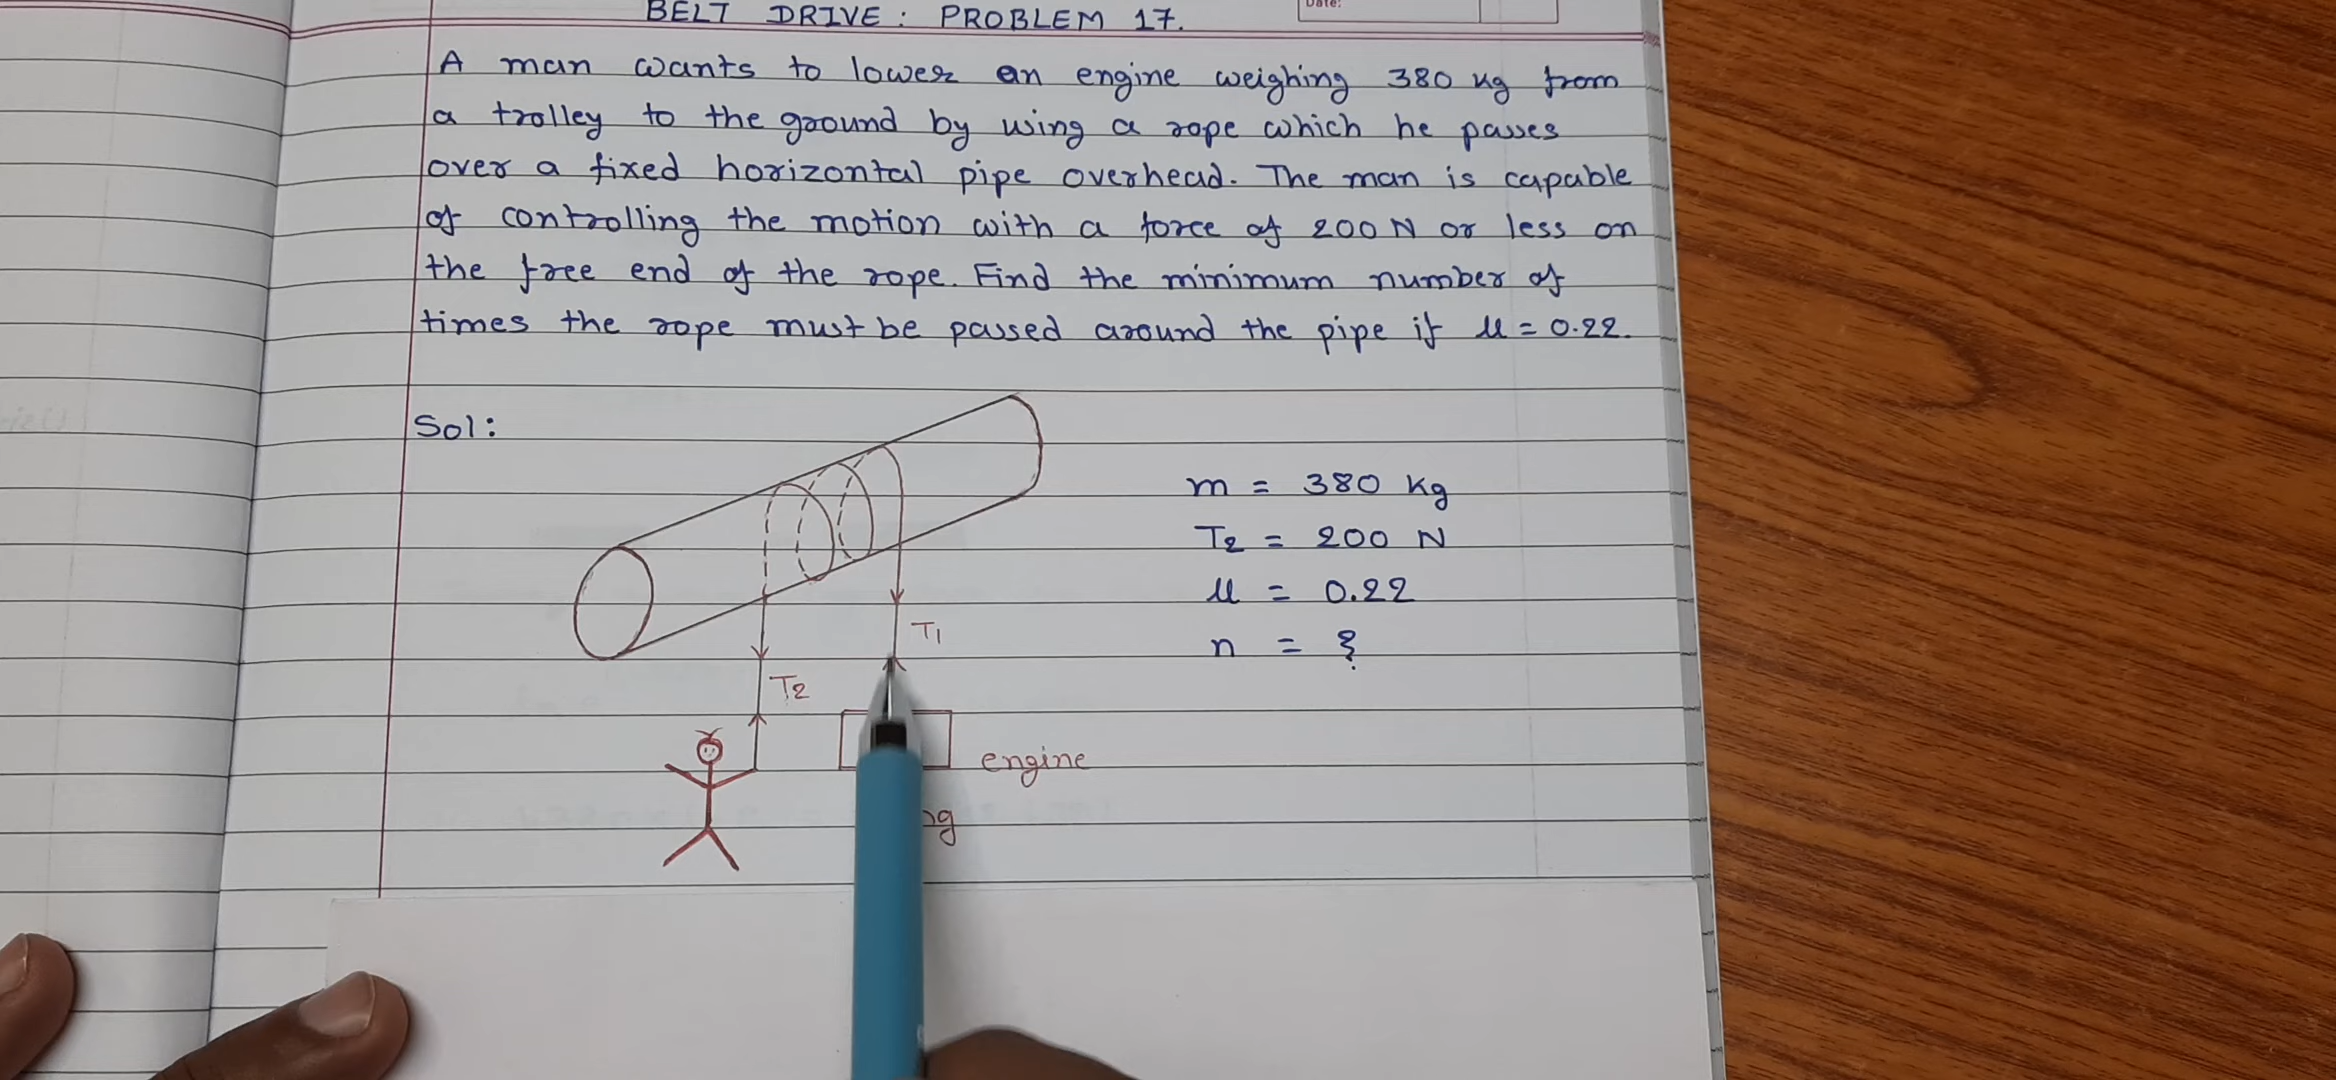 BELT DRIVE: PROBLEM 17.
Date:
A man wants to lower an engine weighing 380 kg from
a trolley to the ground by using a rope which he passes
over a fixed horizontal pipe overhead. The man is capable
of controlling the motion with a force of 200 N or less on
the free end of the rope. Find the minimum number of
times the rope must be passed around the pipe if μ = 0.22.
Sol:
m = 380 kg
T2 = 200 N
μ = 0.22
n = ?
T1
T2
engine